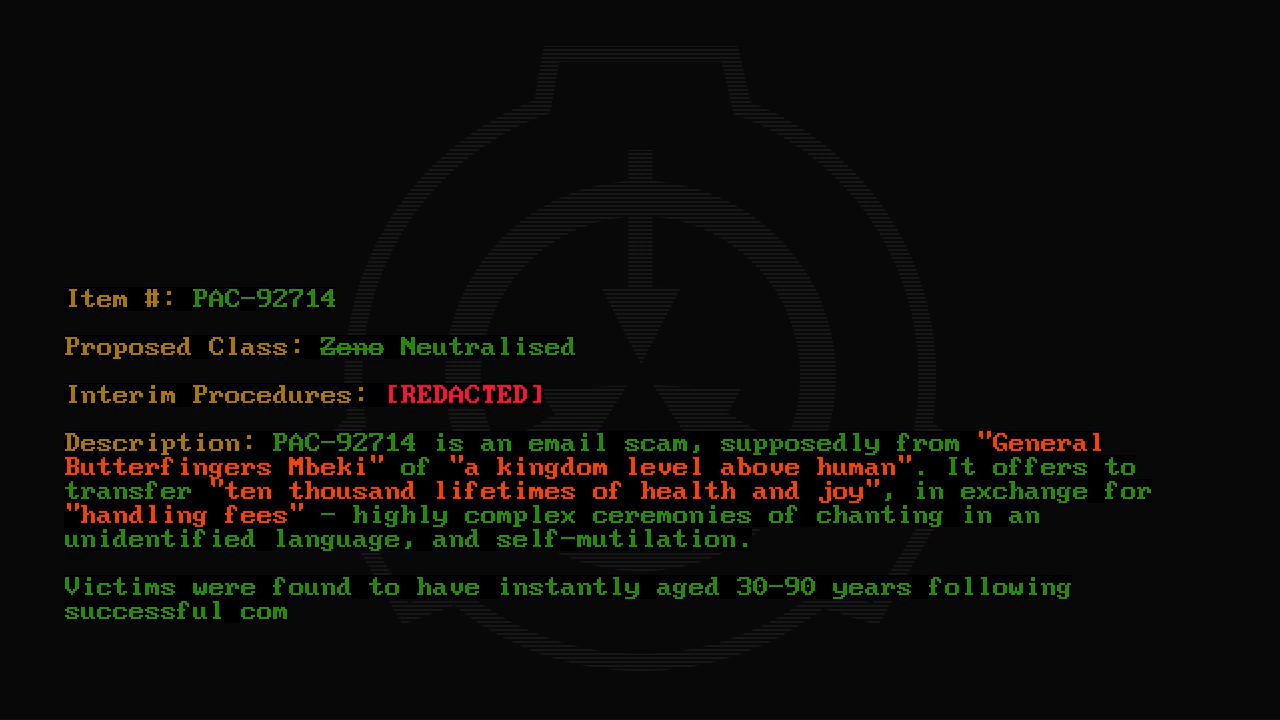 Item #: PAC-92714
Proposed Class: Zeno Neutralised
Interim Procedures: [REDACTED]
Description: PAC-92714 is an email scam, supposedly from "General
Butterfingers Mbeki" of "a kingdom level above human". It offers to
transfer "ten thousand lifetimes of health and joy", in exchange for
"handling fees" - highly complex ceremonies of chanting in an
unidentified language, and self-mutilation.
Victims were found to have instantly aged 30-90 years following
successful com